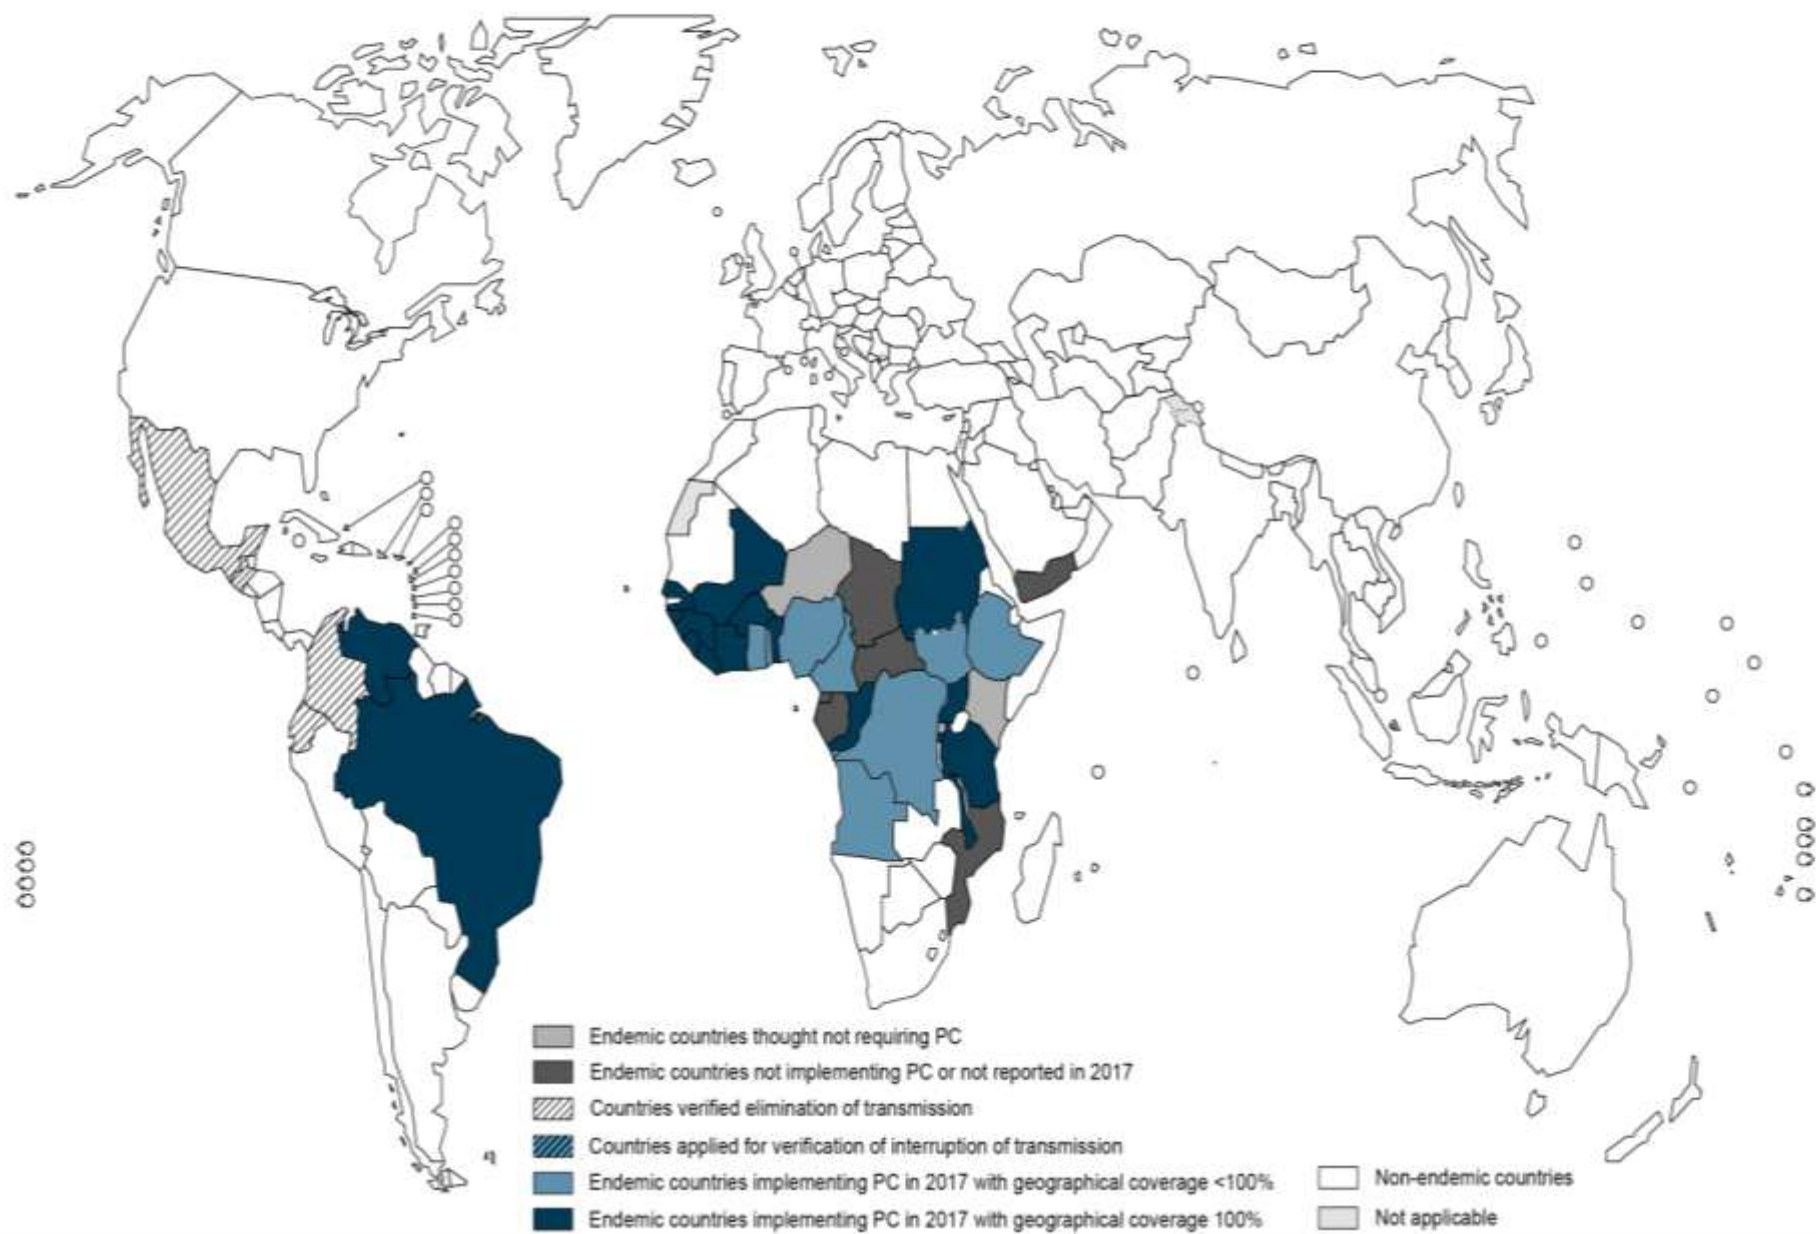 Endemic countries thought not requiring PC
Endemic countries not implementing PC or not reported in 2017
Countries verified elimination of transmission
Countries applied for verification of interruption of transmission
Endemic countries implementing PC in 2017 with geographical coverage <100%
Endemic countries implementing PC in 2017 with geographical coverage 100%
Non-endemic countries
Not applicable